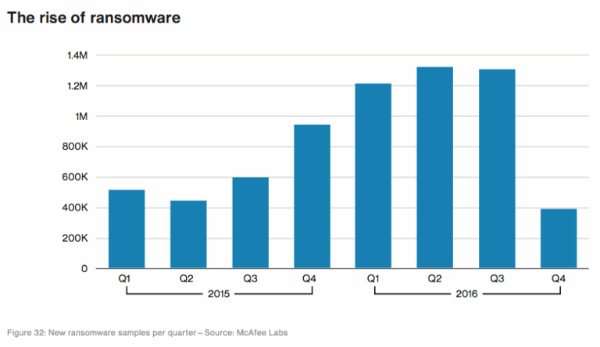 The rise of ransomware
1.4M
1.2M
1M
800K
600K
400K
200K
0
Q1 Q2 Q3 Q4 Q1 Q2 Q3 Q4
2015 2016
Figure 32: New ransomware samples per quarter – Source: McAfee Labs